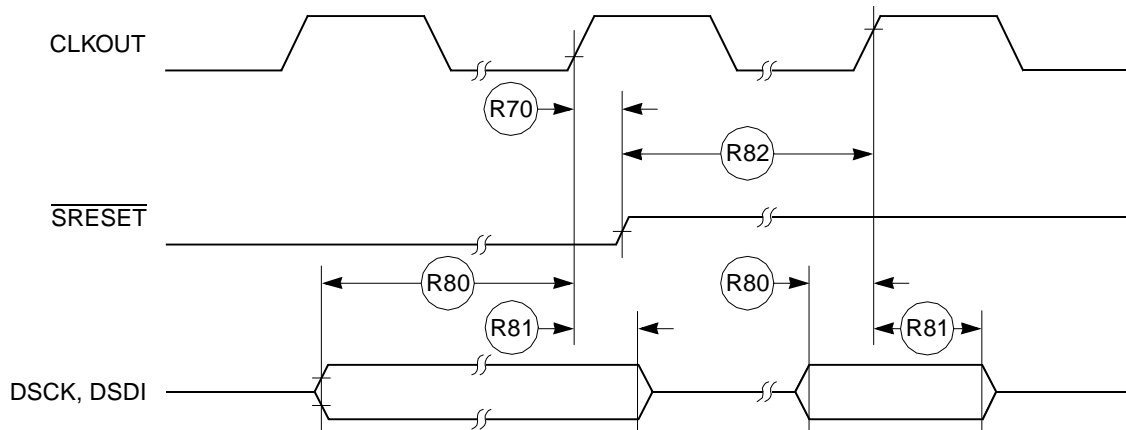 CLKOUT
R70
R82
SRESET
R80
R80
R81
R81
DSCK, DSDI